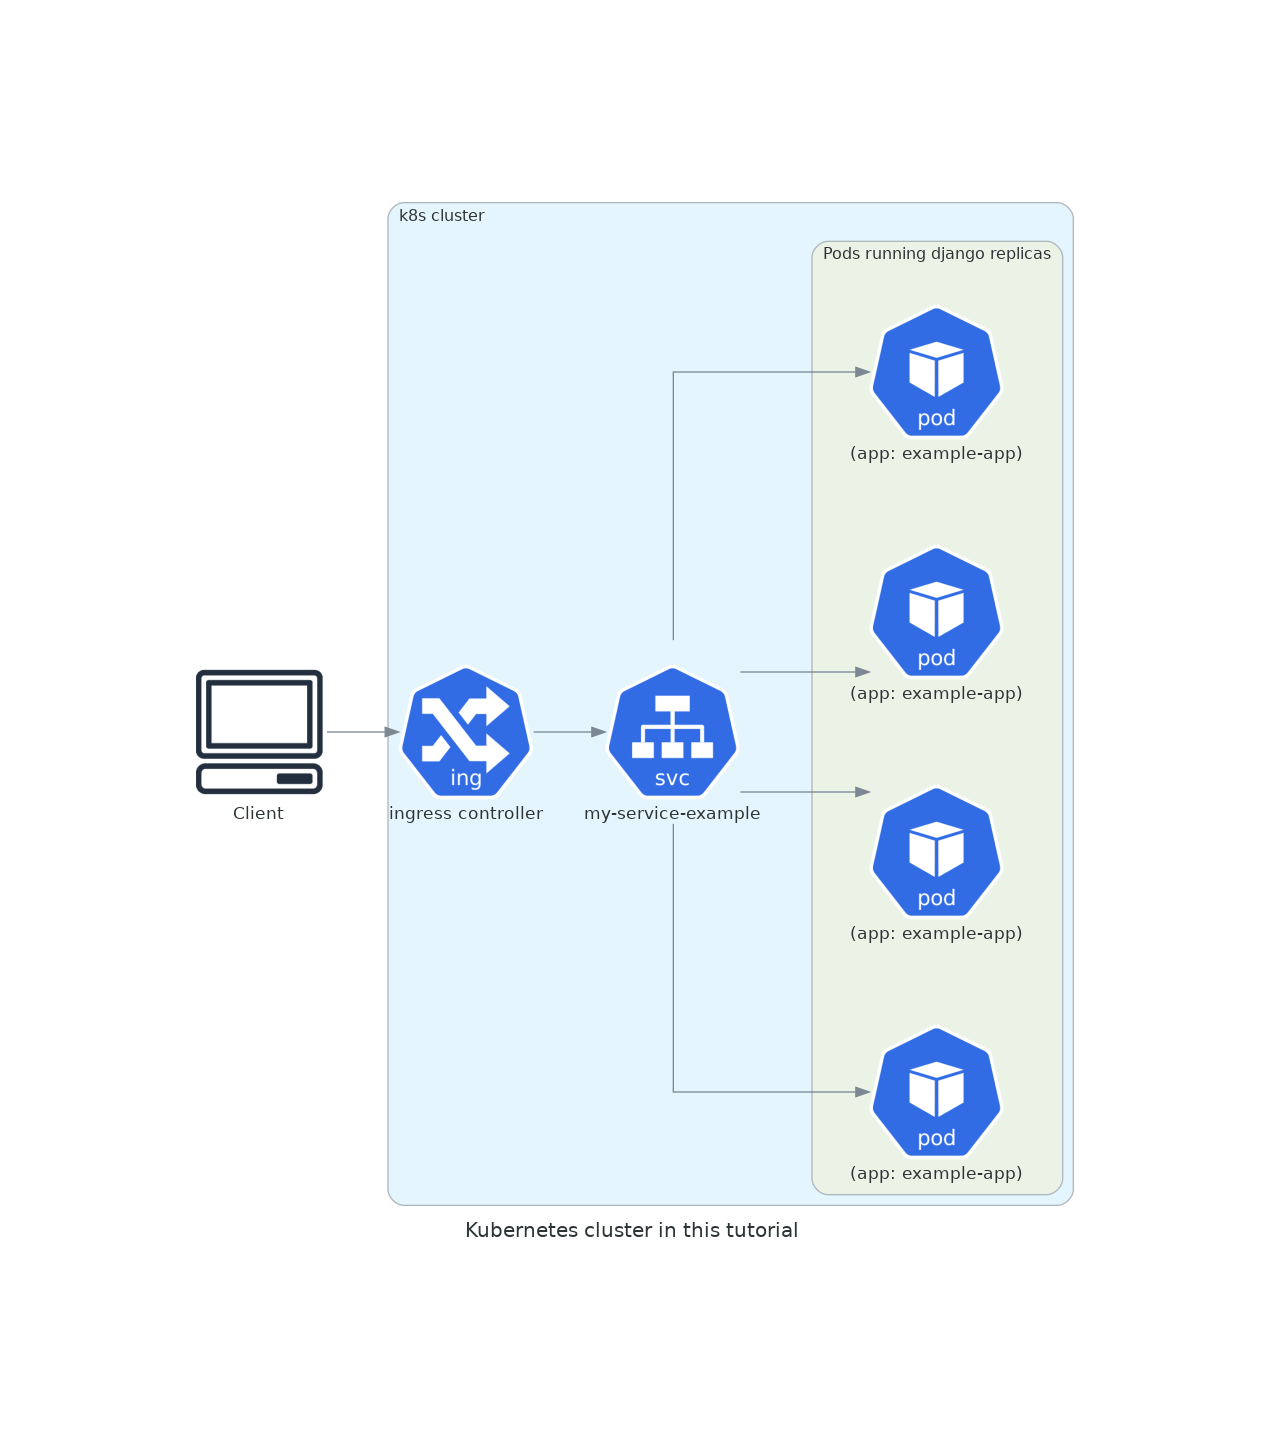 k8s cluster
Pods running django replicas
pod
(app: example-app)
pod
(app: example-app)
ing
svc
Client
ingress controller
my-service-example
pod
(app: example-app)
pod
(app: example-app)
Kubernetes cluster in this tutorial